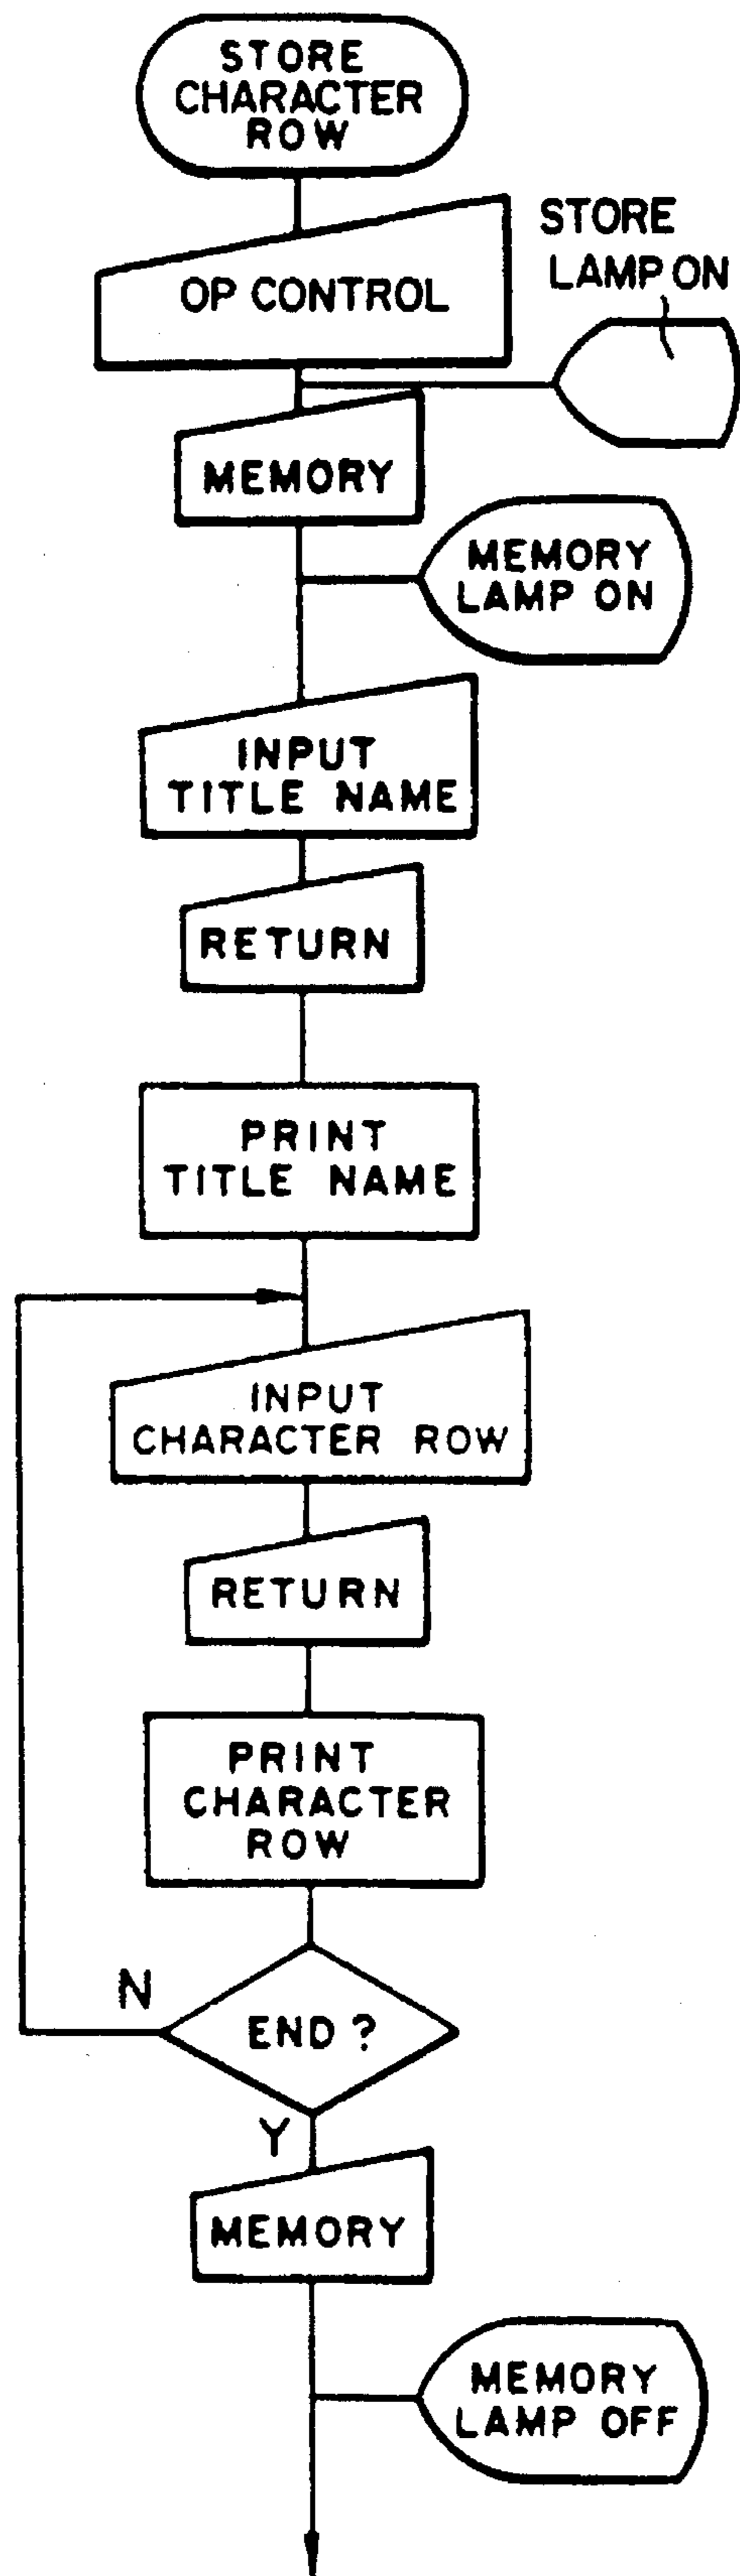 STORE
CHARACTER
ROW
OP CONTROL
STORE
LAMP ON
MEMORY
MEMORY
LAMP ON
INPUT
TITLE NAME
RETURN
PRINT
TITLE NAME
INPUT
CHARACTER ROW
RETURN
PRINT
CHARACTER
ROW
N
END ?
Y
MEMORY
MEMORY
LAMP OFF